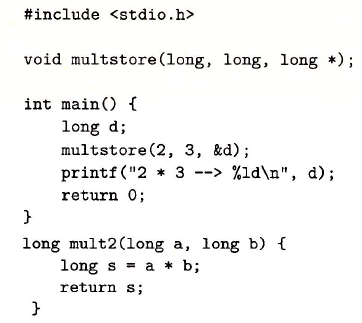 #include <stdio.h>
void multstore(long, long, long *);
int main() {
    long d;
    multstore(2, 3, &d);
    printf("2 * 3 --> %ld\n", d);
    return 0;
}
long mult2(long a, long b) {
    long s = a * b;
    return s;
}